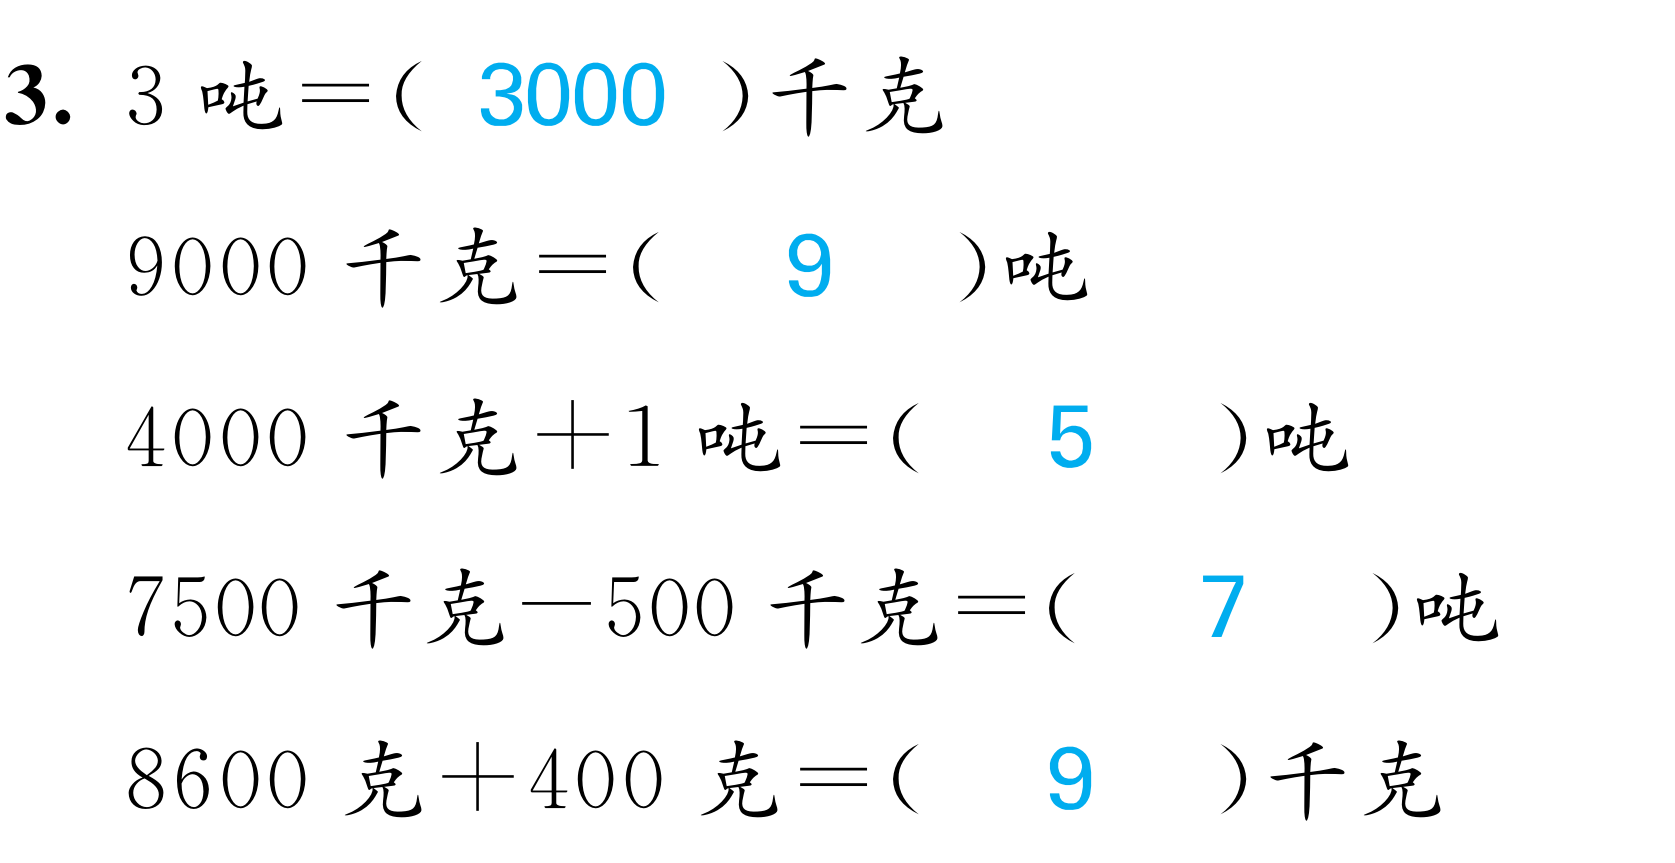 3. 3 吨=( 3000 )千克
9000 千克=( 9 )吨
4000 千克+1 吨=( 5 )吨
7500 千克-500 千克=( 7 )吨
8600 克+400 克=( 9 )千克